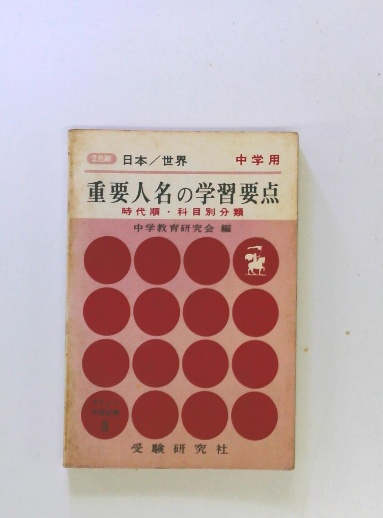 2色刷
日本／世界
中学用
重要人名の学習要点
時代順・科目別分類
中学教育研究会 編
受験研究社